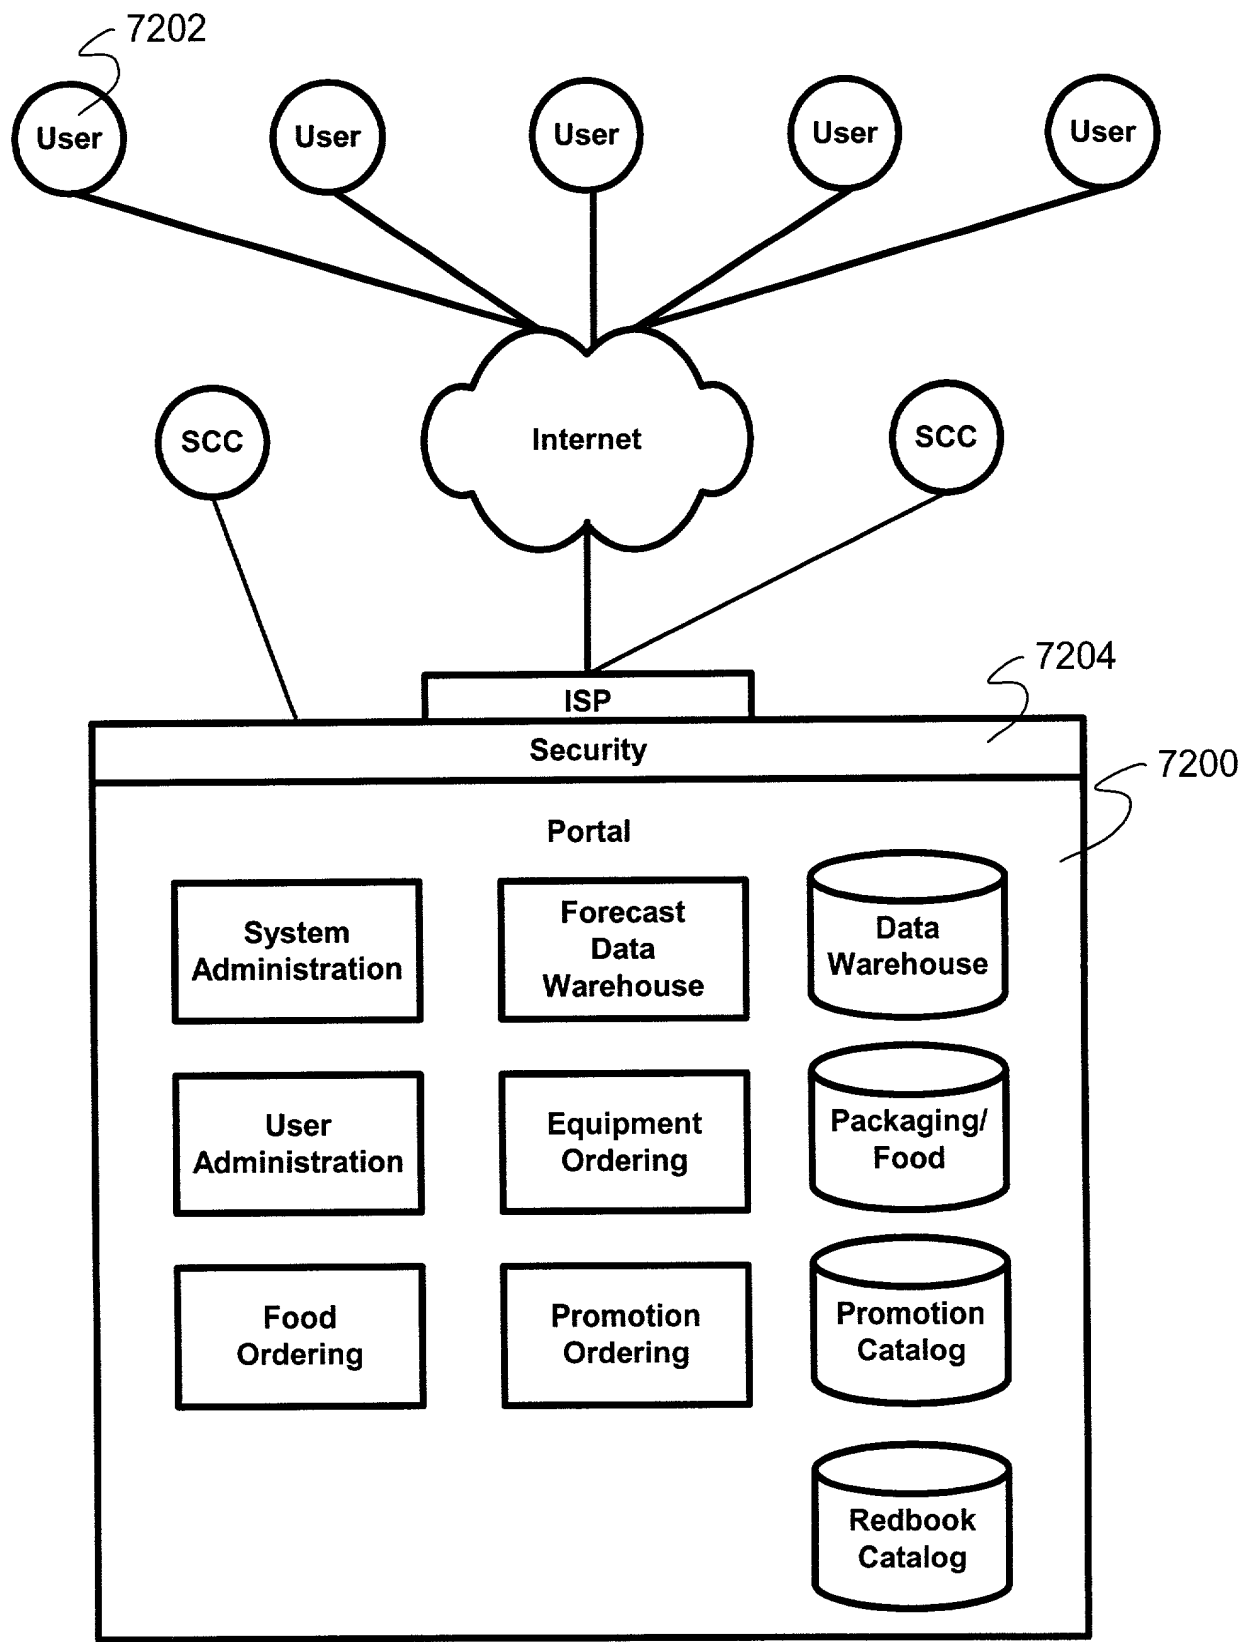 7202
User
User
User
User
User
SCC
Internet
SCC
7204
ISP
Security
7200
Portal
System
Administration
Forecast
Data
Warehouse
Data
Warehouse
User
Administration
Equipment
Ordering
Packaging/
Food
Food
Ordering
Promotion
Ordering
Promotion
Catalog
Redbook
Catalog